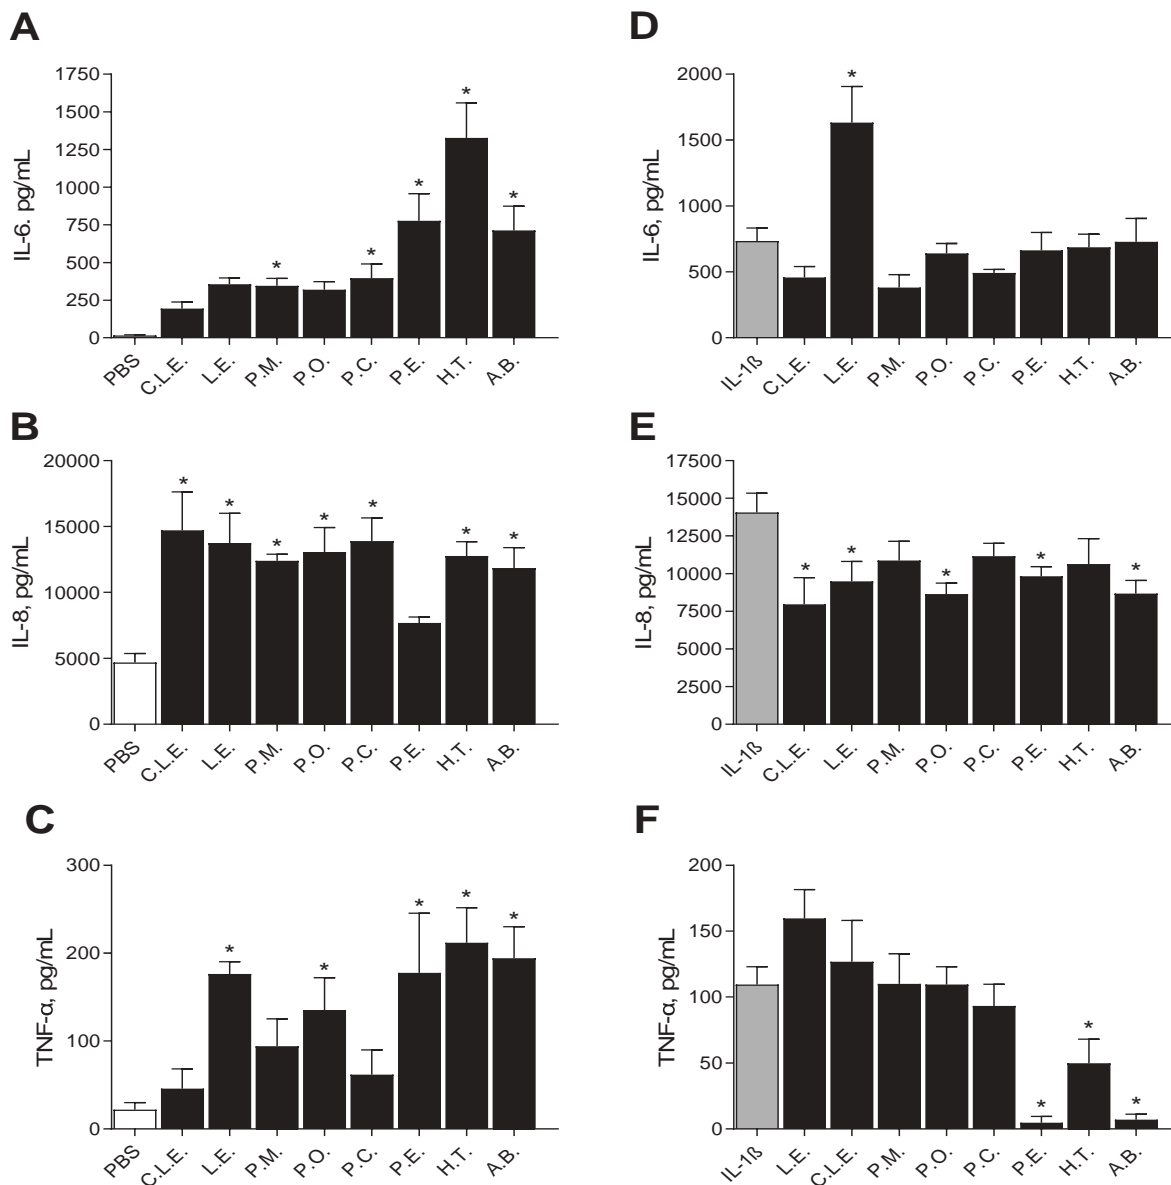 A
IL-6. pg/mL
1750
1500
1250
1000
750
500
250
0
* * * * *
PBS C.L.E. L.E. P.M. P.O. P.C. P.E. H.T. A.B.
D
IL-6, pg/mL
2000
1500
1000
500
0
*
IL-1ß C.L.E. L.E. P.M. P.O. P.C. P.E. H.T. A.B.
B
IL-8, pg/mL
20000
15000
10000
5000
0
* * * * * * *
PBS C.L.E. L.E. P.M. P.O. P.C. P.E. H.T. A.B.
E
IL-8, pg/mL
17500
15000
12500
10000
7500
5000
2500
0
* * * * *
IL-1ß C.L.E. L.E. P.M. P.O. P.C. P.E. H.T. A.B.
C
TNF-α, pg/mL
300
200
100
0
* * * * *
PBS C.L.E. L.E. P.M. P.O. P.C. P.E. H.T. A.B.
F
TNF-α, pg/mL
200
150
100
50
0
* * *
IL-1ß L.E. C.L.E. P.M. P.O. P.C. P.E. H.T. A.B.